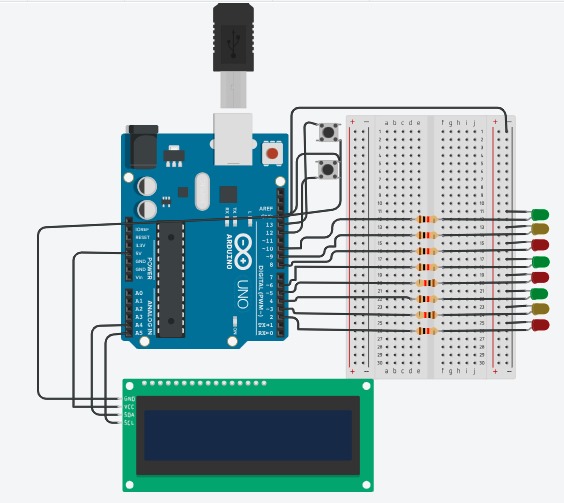 AREF
13
12
~11
~10
~9
8
7
~6
~5
4
~3
2
TX→1
RX←0
DIGITAL (PWM~)
ARDUINO
UNO
L
TX
RX
IOREF
RESET
3.3V
5V
GND
GND
Vin
POWER
A0
A1
A2
A3
A4
A5
ANALOG IN
GND
VCC
SDA
SCL
+ − a b c d e f g h i j + −
a b c d e f g h i j
+ − + −